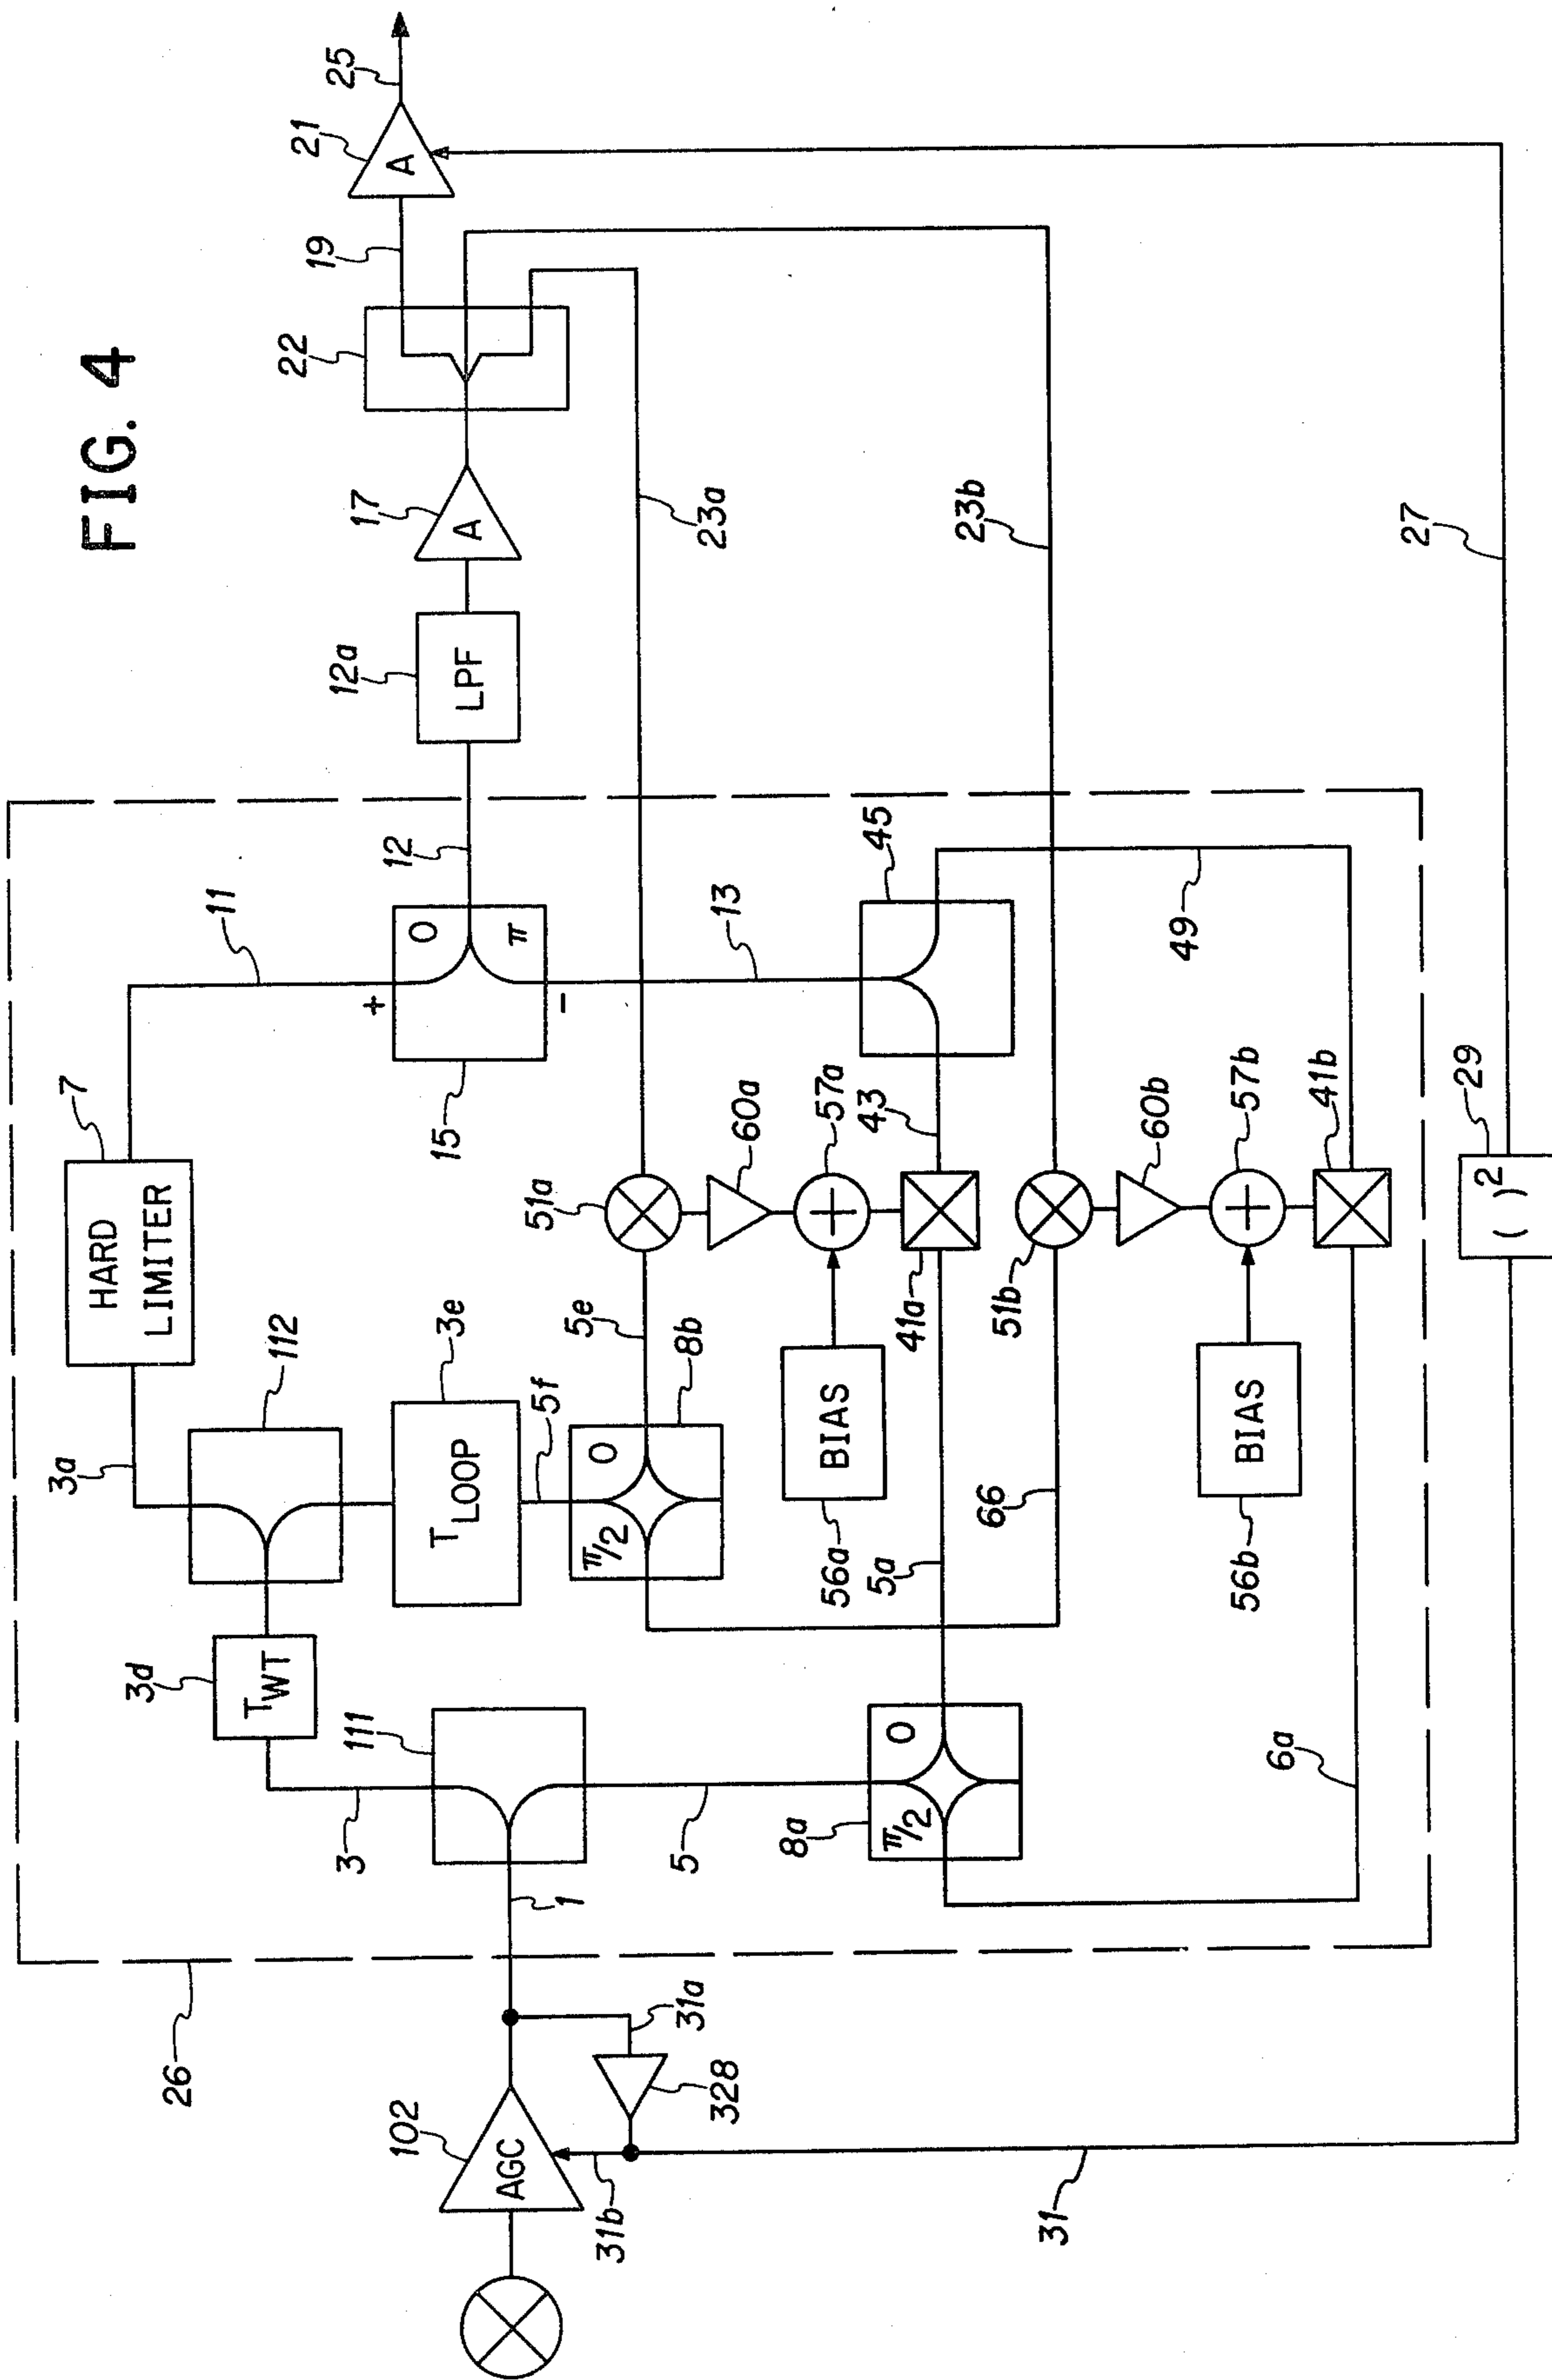 FIG. 4
26
3d
TWT
3a
112
HARD
LIMITER
7
11
3
111
TLOOP
3e
5f
15
+
-
0
π
12
12a
LPF
17
A
22
19
21
A
25
102
AGC
31b
328
31a
1
5
8a
π/2
0
π/2
0
8b
5e
51a
60a
57a
43
41a
56a
BIAS
5a
66
13
45
23a
23b
51b
60b
57b
41b
56b
BIAS
6a
49
31
29
( )2
27